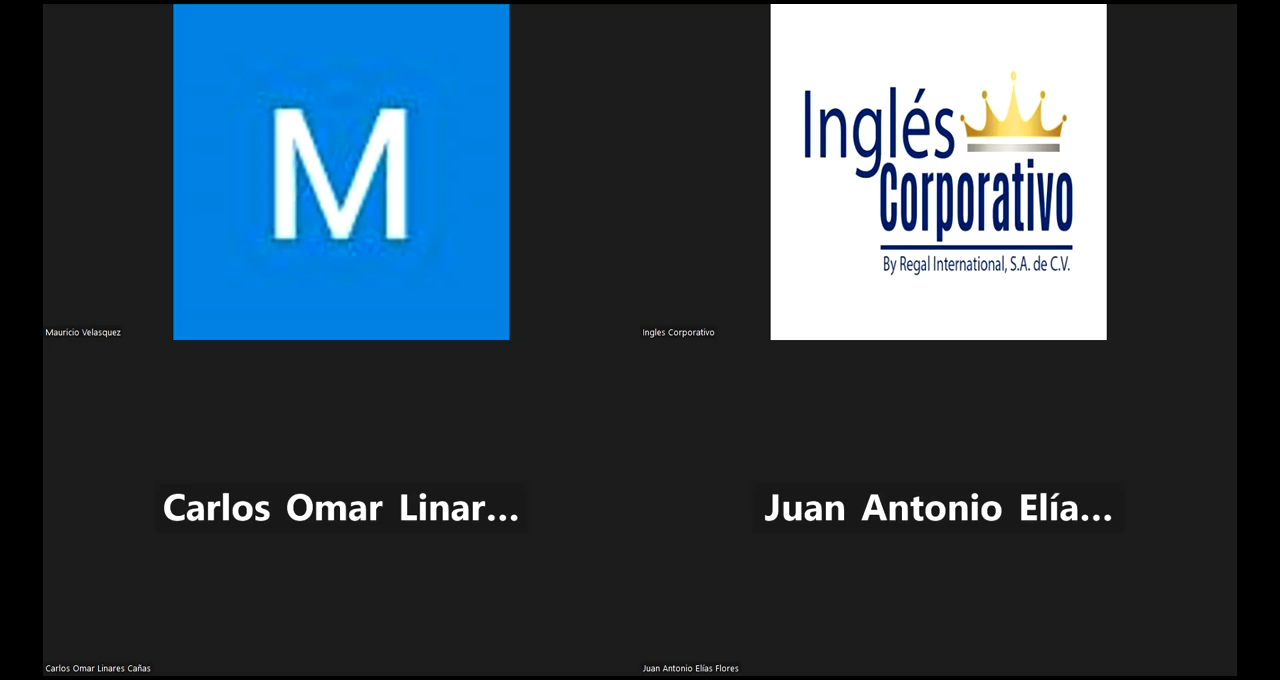 M
Inglés
Corporativo
By Regal International, S.A. de C.V.
Mauricio Velasquez
Ingles Corporativo
Carlos Omar Linar...
Juan Antonio Elía...
Carlos Omar Linares Cañas
Juan Antonio Elías Flores